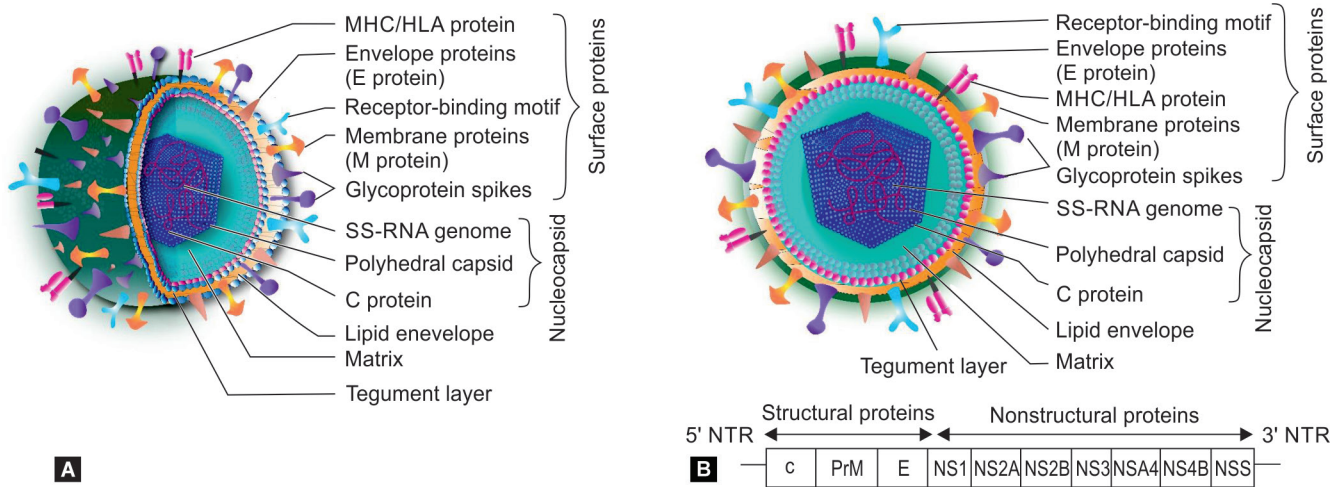 MHC/HLA protein
Envelope proteins
(E protein)
Receptor-binding motif
Membrane proteins
(M protein)
Glycoprotein spikes
Surface proteins
SS-RNA genome
Polyhedral capsid
C protein
Nucleocapsid
Lipid enevelope
Matrix
Tegument layer
A
Receptor-binding motif
Envelope proteins
(E protein)
MHC/HLA protein
Membrane proteins
(M protein)
Glycoprotein spikes
Surface proteins
SS-RNA genome
Polyhedral capsid
C protein
Nucleocapsid
Lipid envelope
Matrix
Tegument layer
Structural proteins
Nonstructural proteins
5' NTR
3' NTR
B
c PrM E NS1 NS2A NS2B NS3 NSA4 NS4B NSS